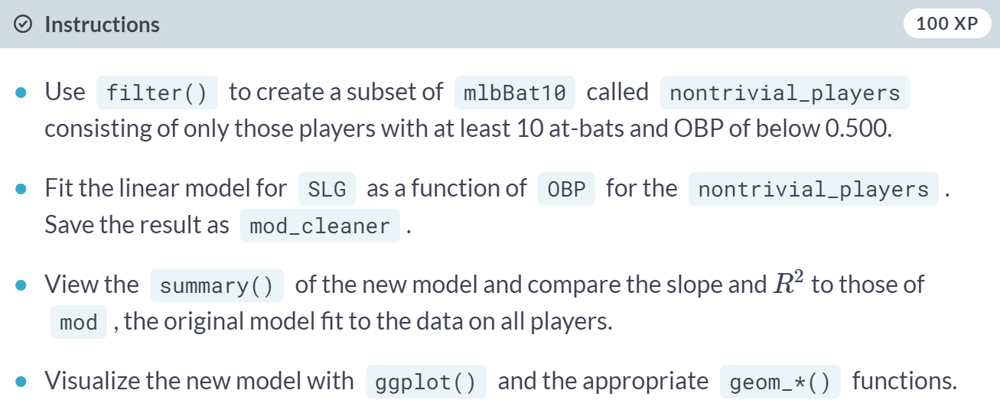 Instructions 100 XP
Use filter() to create a subset of mlbBat10 called nontrivial_players
consisting of only those players with at least 10 at-bats and OBP of below 0.500.
Fit the linear model for SLG as a function of OBP for the nontrivial_players .
Save the result as mod_cleaner .
View the summary() of the new model and compare the slope and R² to those of
mod , the original model fit to the data on all players.
Visualize the new model with ggplot() and the appropriate geom_*() functions.